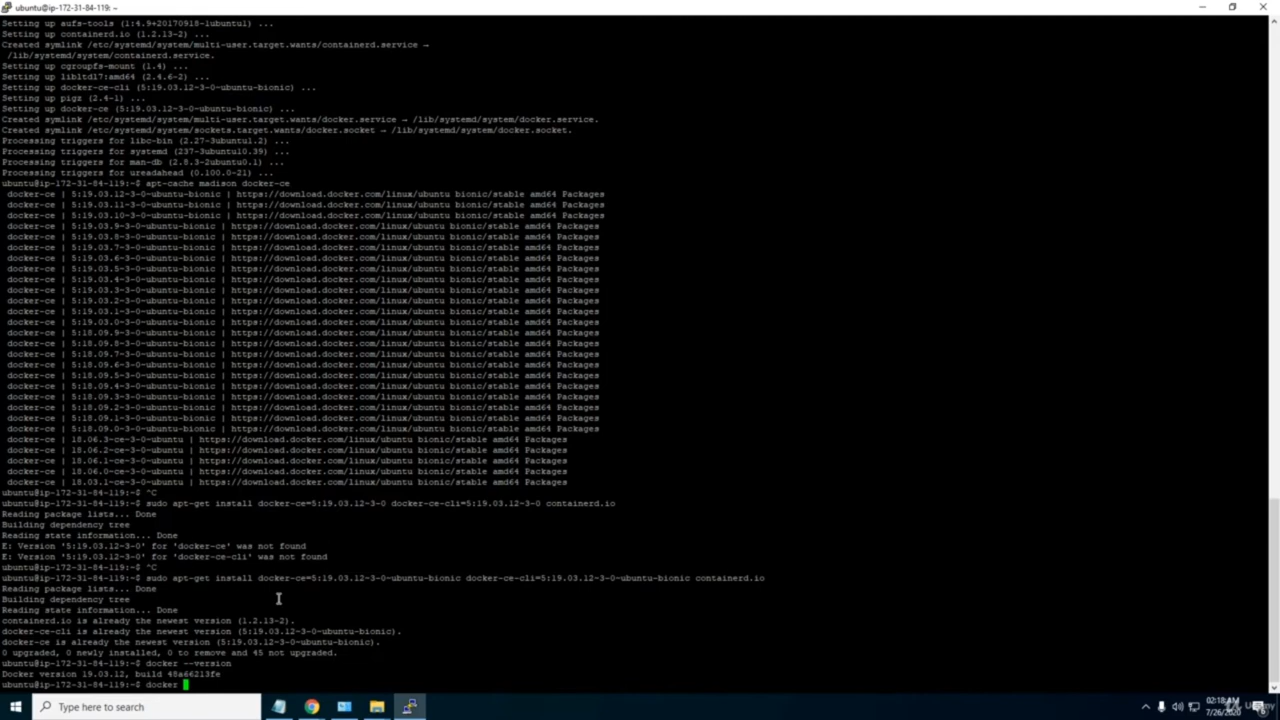 ubuntu@ip-172-31-84-119: ~
Setting up aufs-tools (1:4.9+20170918-1ubuntu1) ...
Setting up containerd.io (1.2.13-2) ...
Created symlink /etc/systemd/system/multi-user.target.wants/containerd.service →
/lib/systemd/system/containerd.service.
Setting up cgroupfs-mount (1.4) ...
Setting up libltdl7:amd64 (2.4.6-2) ...
Setting up docker-ce-cli (5:19.03.12~3-0~ubuntu-bionic) ...
Setting up pigz (2.4-1) ...
Setting up docker-ce (5:19.03.12~3-0~ubuntu-bionic) ...
Created symlink /etc/systemd/system/multi-user.target.wants/docker.service → /lib/systemd/system/docker.service.
Created symlink /etc/systemd/system/sockets.target.wants/docker.socket → /lib/systemd/system/docker.socket.
Processing triggers for libc-bin (2.27-3ubuntu1.2) ...
Processing triggers for systemd (237-3ubuntu10.39) ...
Processing triggers for man-db (2.8.3-2ubuntu0.1) ...
Processing triggers for ureadahead (0.100.0-21) ...
ubuntu@ip-172-31-84-119:~$ apt-cache madison docker-ce
docker-ce | 5:19.03.12~3-0~ubuntu-bionic | https://download.docker.com/linux/ubuntu bionic/stable amd64 Packages
docker-ce | 5:19.03.11~3-0~ubuntu-bionic | https://download.docker.com/linux/ubuntu bionic/stable amd64 Packages
docker-ce | 5:19.03.10~3-0~ubuntu-bionic | https://download.docker.com/linux/ubuntu bionic/stable amd64 Packages
docker-ce | 5:19.03.9~3-0~ubuntu-bionic | https://download.docker.com/linux/ubuntu bionic/stable amd64 Packages
docker-ce | 5:19.03.8~3-0~ubuntu-bionic | https://download.docker.com/linux/ubuntu bionic/stable amd64 Packages
docker-ce | 5:19.03.7~3-0~ubuntu-bionic | https://download.docker.com/linux/ubuntu bionic/stable amd64 Packages
docker-ce | 5:19.03.6~3-0~ubuntu-bionic | https://download.docker.com/linux/ubuntu bionic/stable amd64 Packages
docker-ce | 5:19.03.5~3-0~ubuntu-bionic | https://download.docker.com/linux/ubuntu bionic/stable amd64 Packages
docker-ce | 5:19.03.4~3-0~ubuntu-bionic | https://download.docker.com/linux/ubuntu bionic/stable amd64 Packages
docker-ce | 5:19.03.3~3-0~ubuntu-bionic | https://download.docker.com/linux/ubuntu bionic/stable amd64 Packages
docker-ce | 5:19.03.2~3-0~ubuntu-bionic | https://download.docker.com/linux/ubuntu bionic/stable amd64 Packages
docker-ce | 5:19.03.1~3-0~ubuntu-bionic | https://download.docker.com/linux/ubuntu bionic/stable amd64 Packages
docker-ce | 5:19.03.0~3-0~ubuntu-bionic | https://download.docker.com/linux/ubuntu bionic/stable amd64 Packages
docker-ce | 5:18.09.9~3-0~ubuntu-bionic | https://download.docker.com/linux/ubuntu bionic/stable amd64 Packages
docker-ce | 5:18.09.8~3-0~ubuntu-bionic | https://download.docker.com/linux/ubuntu bionic/stable amd64 Packages
docker-ce | 5:18.09.7~3-0~ubuntu-bionic | https://download.docker.com/linux/ubuntu bionic/stable amd64 Packages
docker-ce | 5:18.09.6~3-0~ubuntu-bionic | https://download.docker.com/linux/ubuntu bionic/stable amd64 Packages
docker-ce | 5:18.09.5~3-0~ubuntu-bionic | https://download.docker.com/linux/ubuntu bionic/stable amd64 Packages
docker-ce | 5:18.09.4~3-0~ubuntu-bionic | https://download.docker.com/linux/ubuntu bionic/stable amd64 Packages
docker-ce | 5:18.09.3~3-0~ubuntu-bionic | https://download.docker.com/linux/ubuntu bionic/stable amd64 Packages
docker-ce | 5:18.09.2~3-0~ubuntu-bionic | https://download.docker.com/linux/ubuntu bionic/stable amd64 Packages
docker-ce | 5:18.09.1~3-0~ubuntu-bionic | https://download.docker.com/linux/ubuntu bionic/stable amd64 Packages
docker-ce | 5:18.09.0~3-0~ubuntu-bionic | https://download.docker.com/linux/ubuntu bionic/stable amd64 Packages
docker-ce | 18.06.3~ce~3-0~ubuntu | https://download.docker.com/linux/ubuntu bionic/stable amd64 Packages
docker-ce | 18.06.2~ce~3-0~ubuntu | https://download.docker.com/linux/ubuntu bionic/stable amd64 Packages
docker-ce | 18.06.1~ce~3-0~ubuntu | https://download.docker.com/linux/ubuntu bionic/stable amd64 Packages
docker-ce | 18.06.0~ce~3-0~ubuntu | https://download.docker.com/linux/ubuntu bionic/stable amd64 Packages
docker-ce | 18.03.1~ce~3-0~ubuntu | https://download.docker.com/linux/ubuntu bionic/stable amd64 Packages
ubuntu@ip-172-31-84-119:~$ ^C
ubuntu@ip-172-31-84-119:~$ sudo apt-get install docker-ce=5:19.03.12~3-0 docker-ce-cli=5:19.03.12~3-0 containerd.io
Reading package lists... Done
Building dependency tree
Reading state information... Done
E: Version '5:19.03.12~3-0' for 'docker-ce' was not found
E: Version '5:19.03.12~3-0' for 'docker-ce-cli' was not found
ubuntu@ip-172-31-84-119:~$ ^C
ubuntu@ip-172-31-84-119:~$ sudo apt-get install docker-ce=5:19.03.12~3-0~ubuntu-bionic docker-ce-cli=5:19.03.12~3-0~ubuntu-bionic containerd.io
Reading package lists... Done
Building dependency tree
Reading state information... Done
containerd.io is already the newest version (1.2.13-2).
docker-ce-cli is already the newest version (5:19.03.12~3-0~ubuntu-bionic).
docker-ce is already the newest version (5:19.03.12~3-0~ubuntu-bionic).
0 upgraded, 0 newly installed, 0 to remove and 45 not upgraded.
ubuntu@ip-172-31-84-119:~$ docker --version
Docker version 19.03.12, build 48a66213fe
ubuntu@ip-172-31-84-119:~$ docker
Type here to search
02:18 AM
7/26/2020